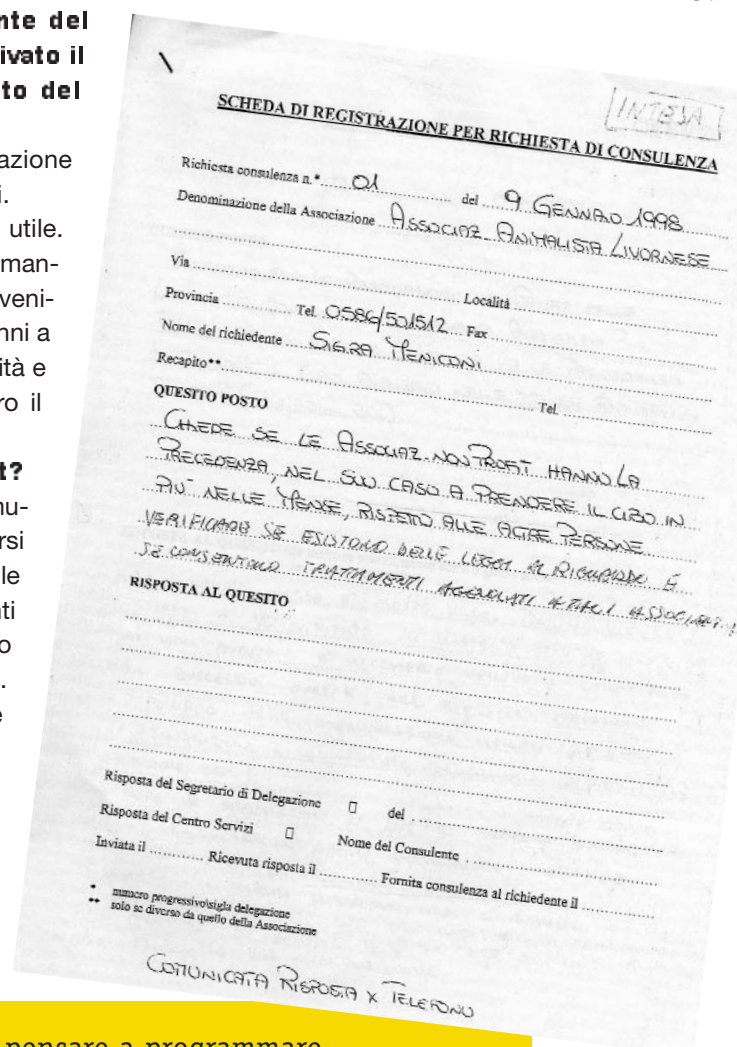 nte del
ivato il
to del
azione
i.
utile.
man-
veni-
nni a
ità e
ro il
t?
nu-
rsi
le
nti
o
.
e
INTESA
SCHEDA DI REGISTRAZIONE PER RICHIESTA DI CONSULENZA
Richiesta consulenza n.* 01 del 9 GENNAIO 1998
Denominazione della Associazione ASSOCIAZ. ANIMALISTA LIVORNESE
Via Località
Provincia Tel. 0586/501512 Fax
Nome del richiedente SIG.RA MENICONI
Recapito** Tel.
QUESITO POSTO
CHIEDE SE LE ASSOCIAZ. NON PROFIT HANNO LA
PRECEDENZA, NEL SUO CASO A PRENDERE IL CIBO IN
PIU' NELLE MENSE, RISPETTO ALLE ALTRE PERSONE
VERIFICARE SE ESISTONO DELLE LEGGI AL RIGUARDO E
SE CONSENTONO TRATTAMENTI AGEVOLATI A TALI ASSOCIAZ.
RISPOSTA AL QUESITO
Risposta del Segretario di Delegazione □ del
Risposta del Centro Servizi □ Nome del Consulente
Inviata il ............ Ricevuta risposta il ............ Fornita consulenza al richiedente il ............
* numero progressivo\sigla delegazione
** solo se diverso da quello della Associazione
COMUNICATA RISPOSTA X TELEFONO
pensare a programmare